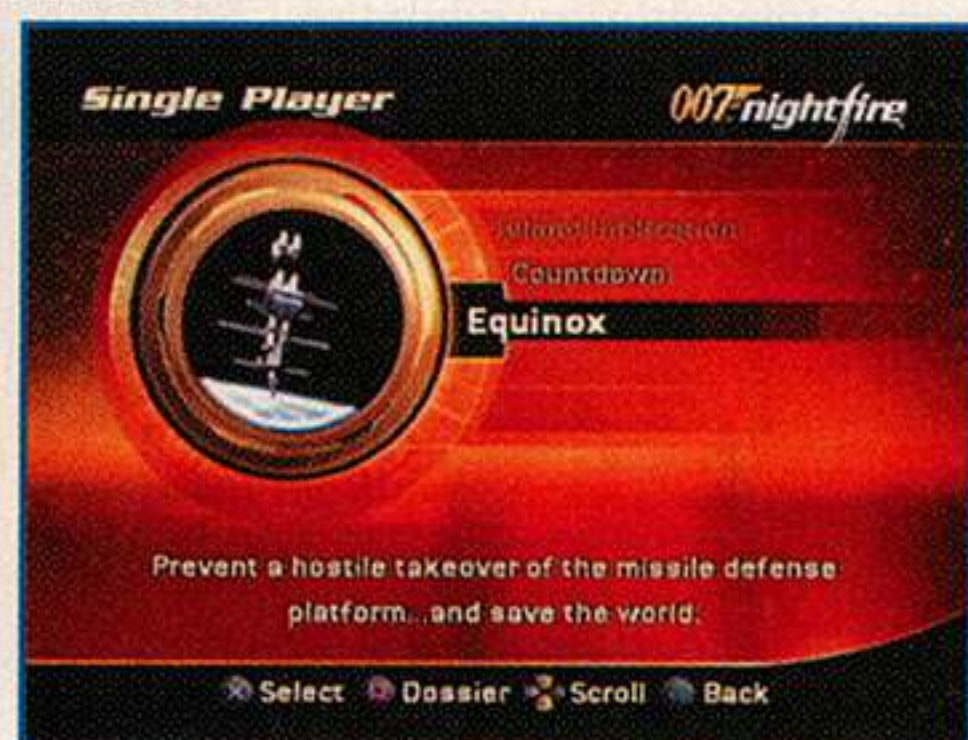 Single Player
007 nightfire
Countdown
Equinox
Prevent a hostile takeover of the missile defense
platform...and save the world.
Select Dossier Scroll Back